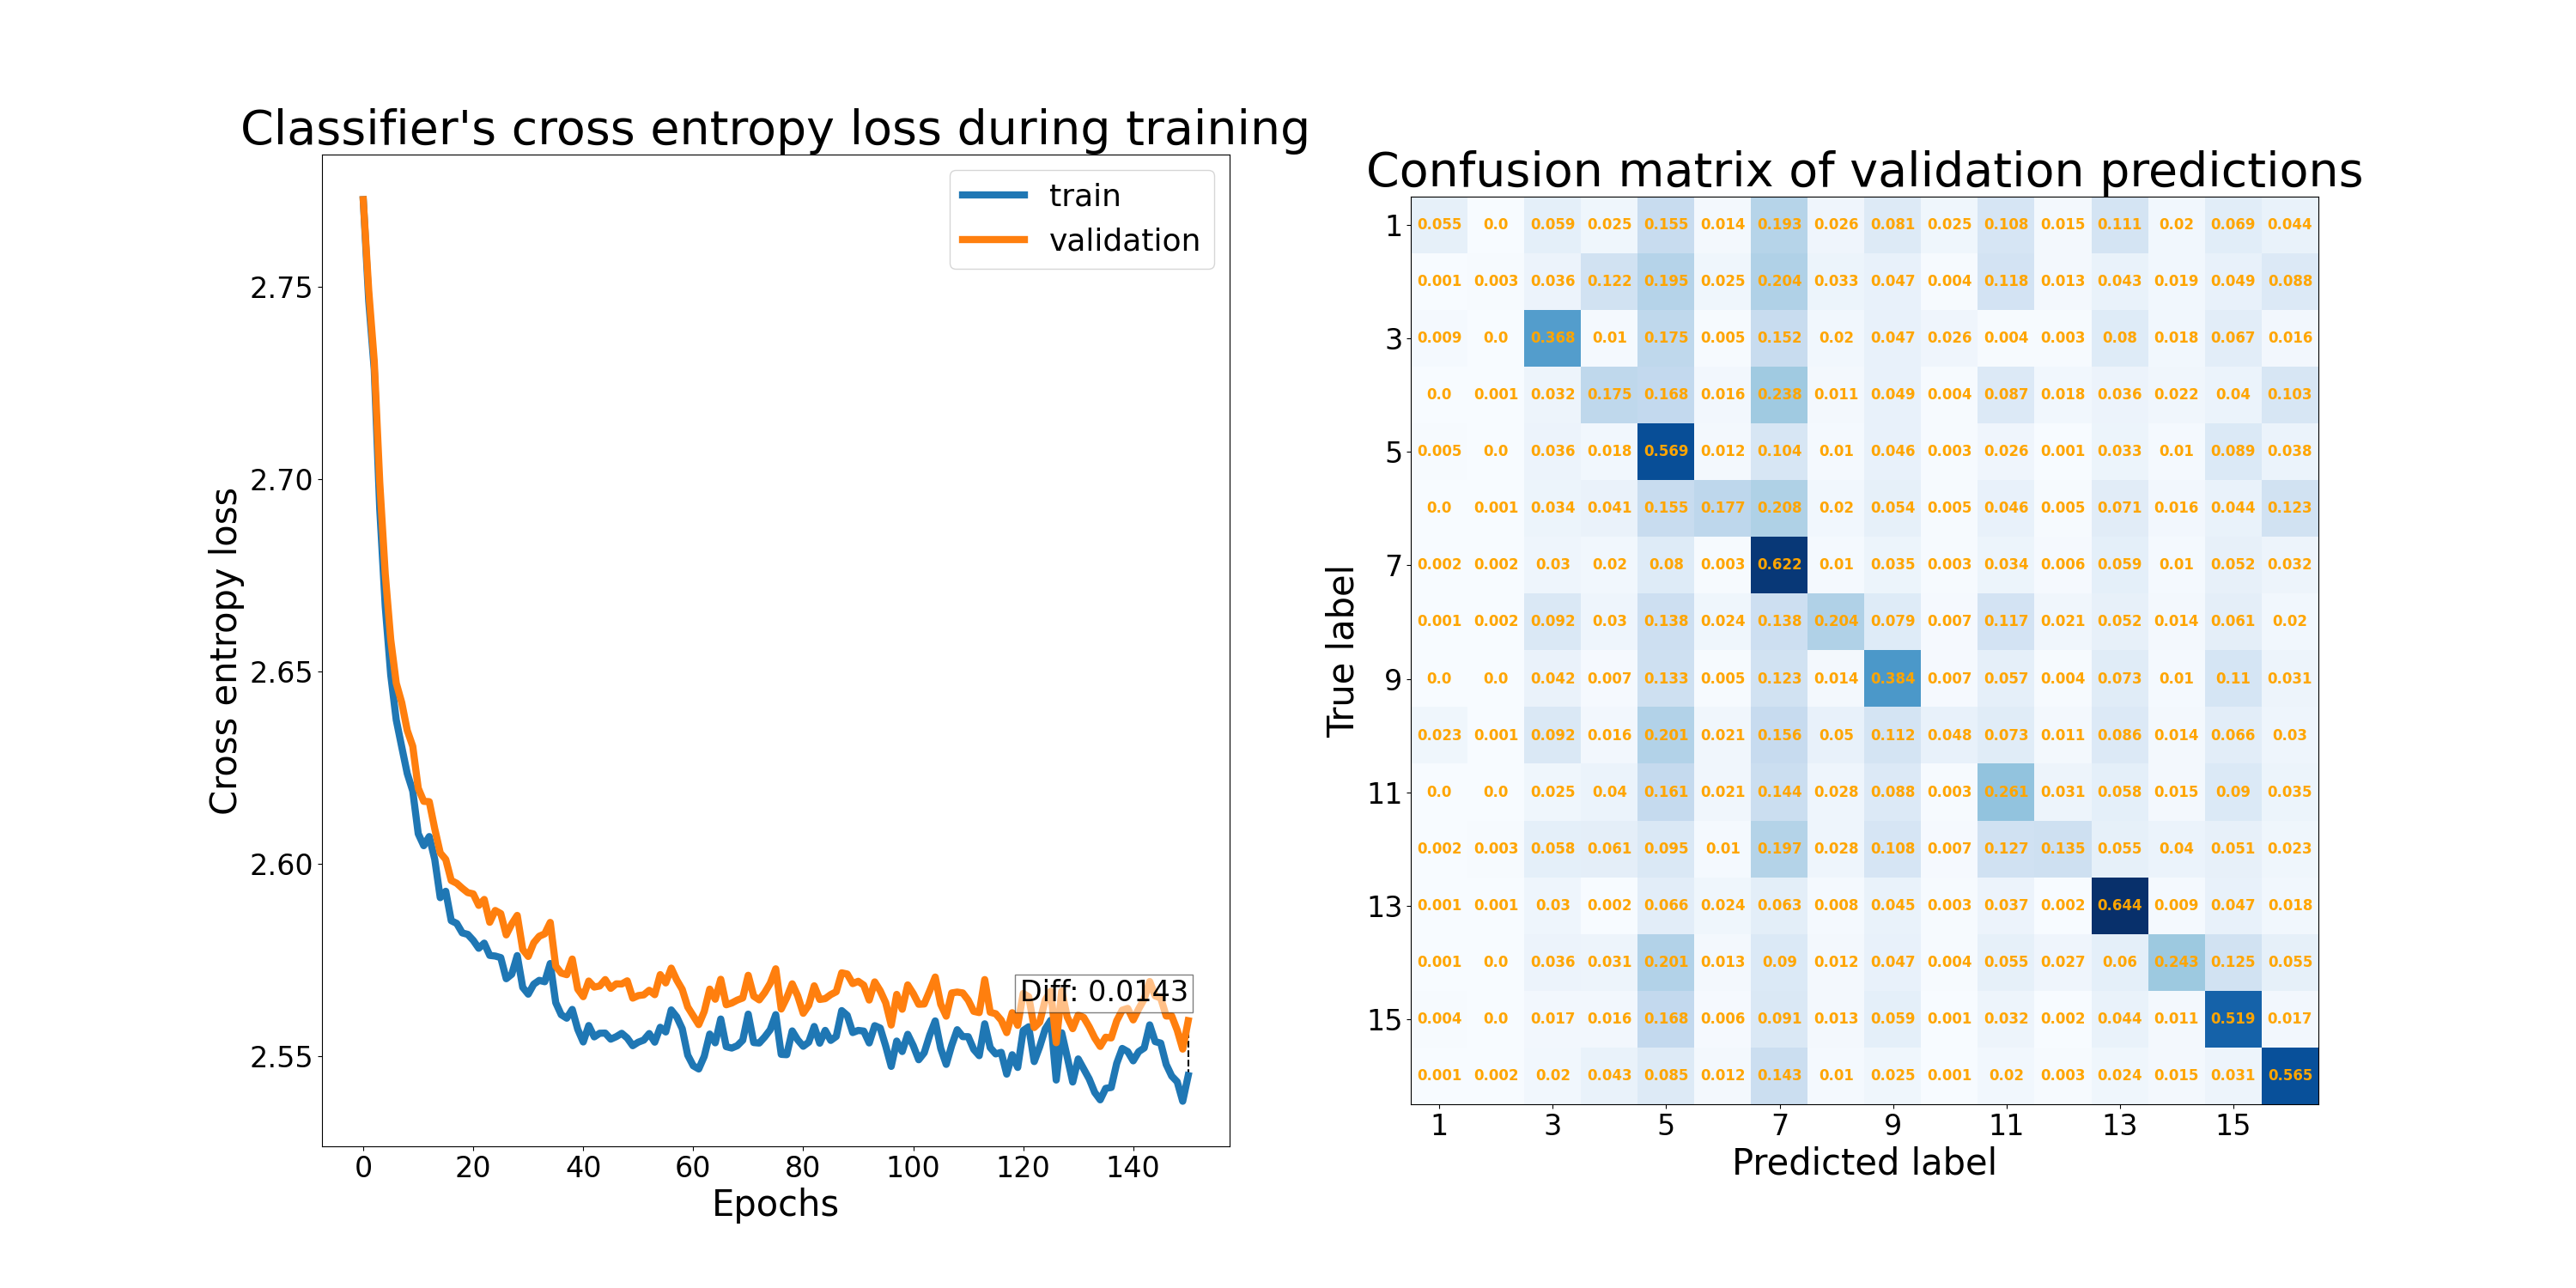 Classifier's cross entropy loss during training
train
validation
2.75
2.70
2.65
2.60
2.55
Cross entropy loss
Diff: 0.0143
0 20 40 60 80 100 120 140
Epochs
Confusion matrix of validation predictions
True label
1 0.055 0.0 0.059 0.025 0.155 0.014 0.193 0.026 0.081 0.025 0.108 0.015 0.111 0.02 0.069 0.044
0.001 0.003 0.036 0.122 0.195 0.025 0.204 0.033 0.047 0.004 0.118 0.013 0.043 0.019 0.049 0.088
3 0.009 0.0 0.368 0.01 0.175 0.005 0.152 0.02 0.047 0.026 0.004 0.003 0.08 0.018 0.067 0.016
0.0 0.001 0.032 0.175 0.168 0.016 0.238 0.011 0.049 0.004 0.087 0.018 0.036 0.022 0.04 0.103
5 0.005 0.0 0.036 0.018 0.569 0.012 0.104 0.01 0.046 0.003 0.026 0.001 0.033 0.01 0.089 0.038
0.0 0.001 0.034 0.041 0.155 0.177 0.208 0.02 0.054 0.005 0.046 0.005 0.071 0.016 0.044 0.123
7 0.002 0.002 0.03 0.02 0.08 0.003 0.622 0.01 0.035 0.003 0.034 0.006 0.059 0.01 0.052 0.032
0.001 0.002 0.092 0.03 0.138 0.024 0.138 0.204 0.079 0.007 0.117 0.021 0.052 0.014 0.061 0.02
9 0.0 0.0 0.042 0.007 0.133 0.005 0.123 0.014 0.384 0.007 0.057 0.004 0.073 0.01 0.11 0.031
0.023 0.001 0.092 0.016 0.201 0.021 0.156 0.05 0.112 0.048 0.073 0.011 0.086 0.014 0.066 0.03
11 0.0 0.0 0.025 0.04 0.161 0.021 0.144 0.028 0.088 0.003 0.261 0.031 0.058 0.015 0.09 0.035
0.002 0.003 0.058 0.061 0.095 0.01 0.197 0.028 0.108 0.007 0.127 0.135 0.055 0.04 0.051 0.023
13 0.001 0.001 0.03 0.002 0.066 0.024 0.063 0.008 0.045 0.003 0.037 0.002 0.644 0.009 0.047 0.018
0.001 0.0 0.036 0.031 0.201 0.013 0.09 0.012 0.047 0.004 0.055 0.027 0.06 0.243 0.125 0.055
15 0.004 0.0 0.017 0.016 0.168 0.006 0.091 0.013 0.059 0.001 0.032 0.002 0.044 0.011 0.519 0.017
0.001 0.002 0.02 0.043 0.085 0.012 0.143 0.01 0.025 0.001 0.02 0.003 0.024 0.015 0.031 0.565
1 3 5 7 9 11 13 15
Predicted label